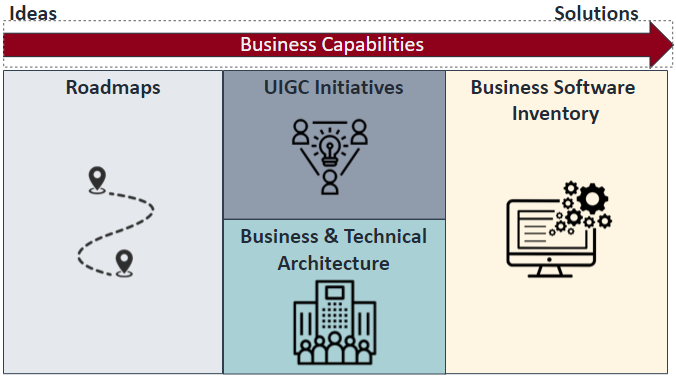 Ideas
Solutions
Business Capabilities
Roadmaps
UIGC Initiatives
Business & Technical
Architecture
Business Software
Inventory